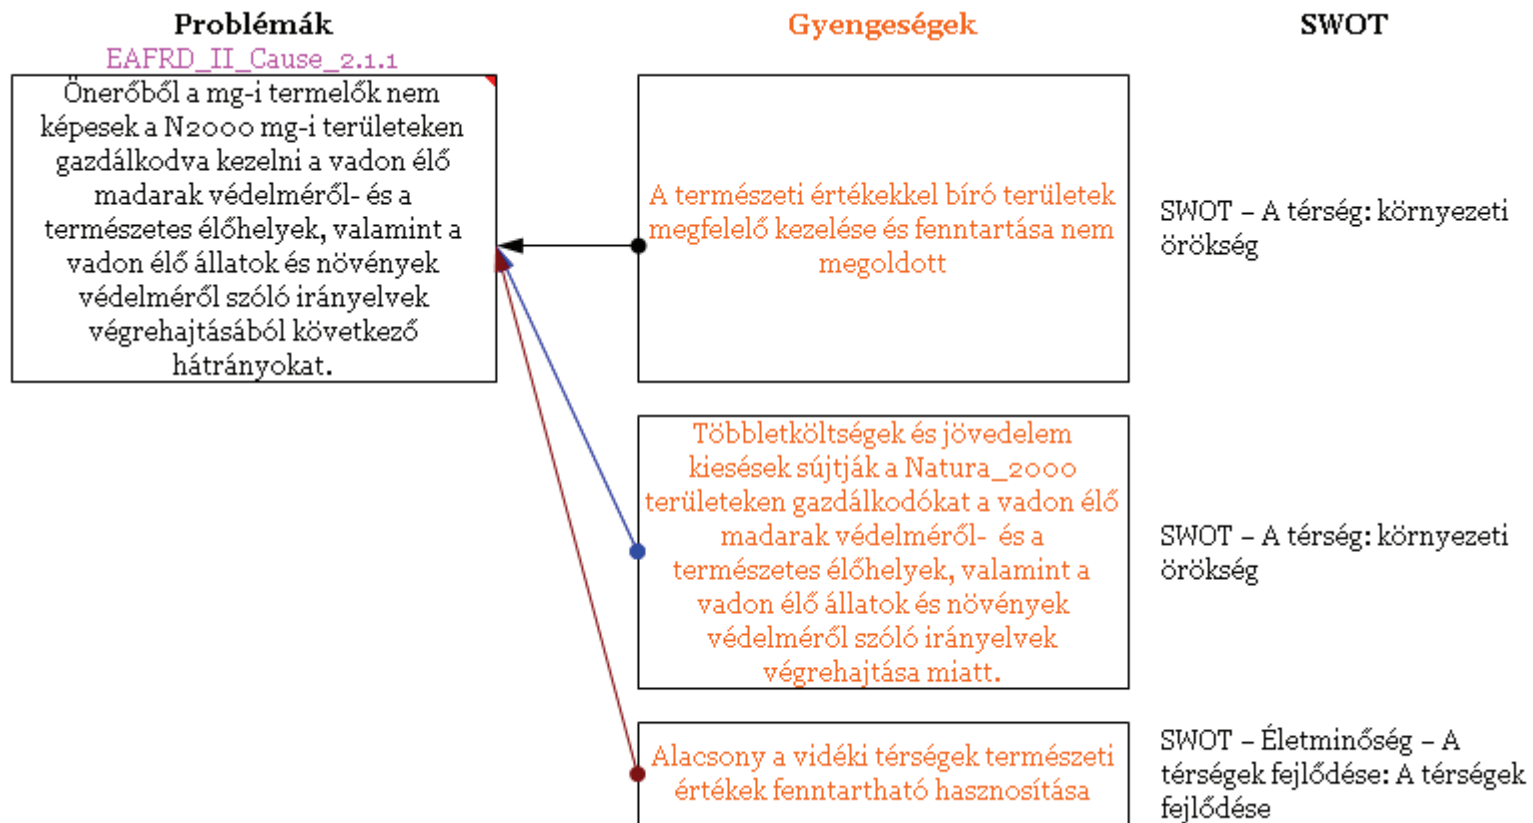 Problémák
EAFRD_II_Cause_2.1.1
Önerőből a mg-i termelők nem
képesek a N2000 mg-i területeken
gazdálkodva kezelni a vadon élő
madarak védelméről- és a
természetes élőhelyek, valamint a
vadon élő állatok és növények
védelméről szóló irányelvek
végrehajtásából következő
hátrányokat.
Gyengeségek
A természeti értékekkel bíró területek
megfelelő kezelése és fenntartása nem
megoldott
Többletköltségek és jövedelem
kiesések sújtják a Natura_2000
területeken gazdálkodókat a vadon élő
madarak védelméről- és a
természetes élőhelyek, valamint a
vadon élő állatok és növények
védelméről szóló irányelvek
végrehajtása miatt.
Alacsony a vidéki térségek természeti
értékek fenntartható hasznosítása
SWOT
SWOT – A térség: környezeti
örökség
SWOT – A térség: környezeti
örökség
SWOT – Életminőség – A
térségek fejlődése: A térségek
fejlődése